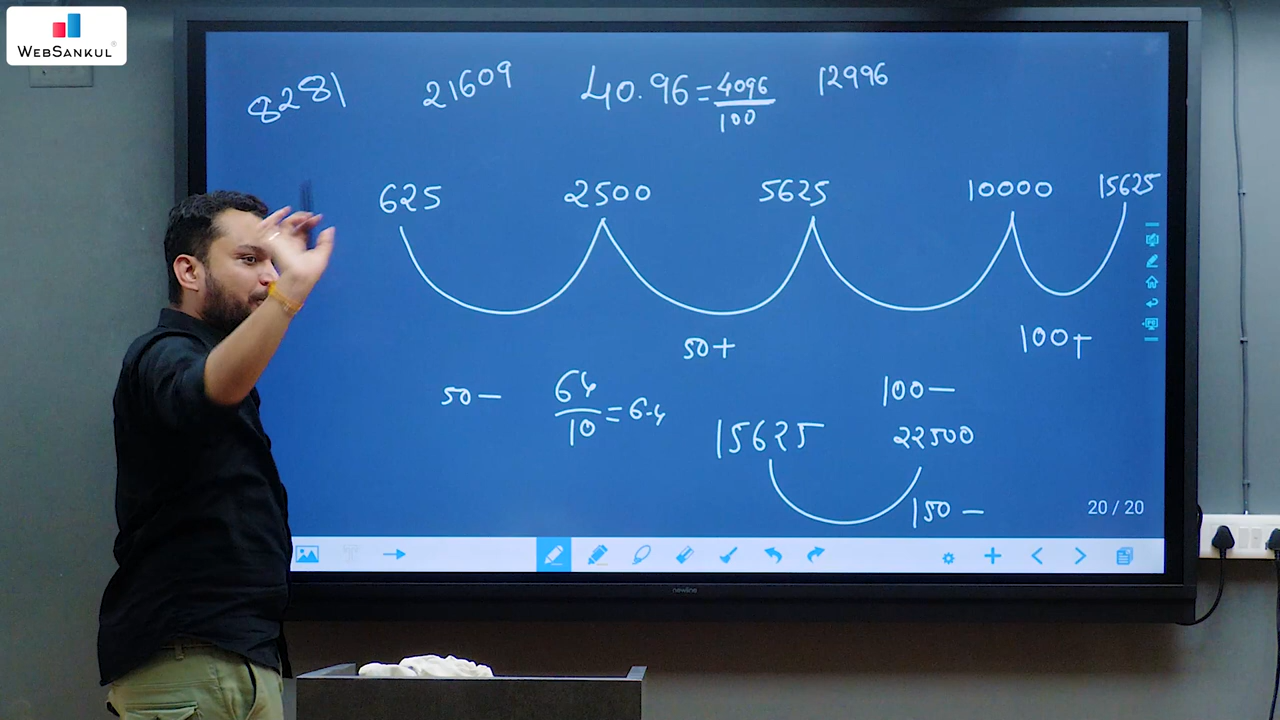 WEBSANKUL®
8281 21609 40.96 = 4096/100 12996
625 2500 5625 10000 15625
50+ 100+
50- 64/10 = 6.4 100-
15625 22500
150-
20 / 20
newline